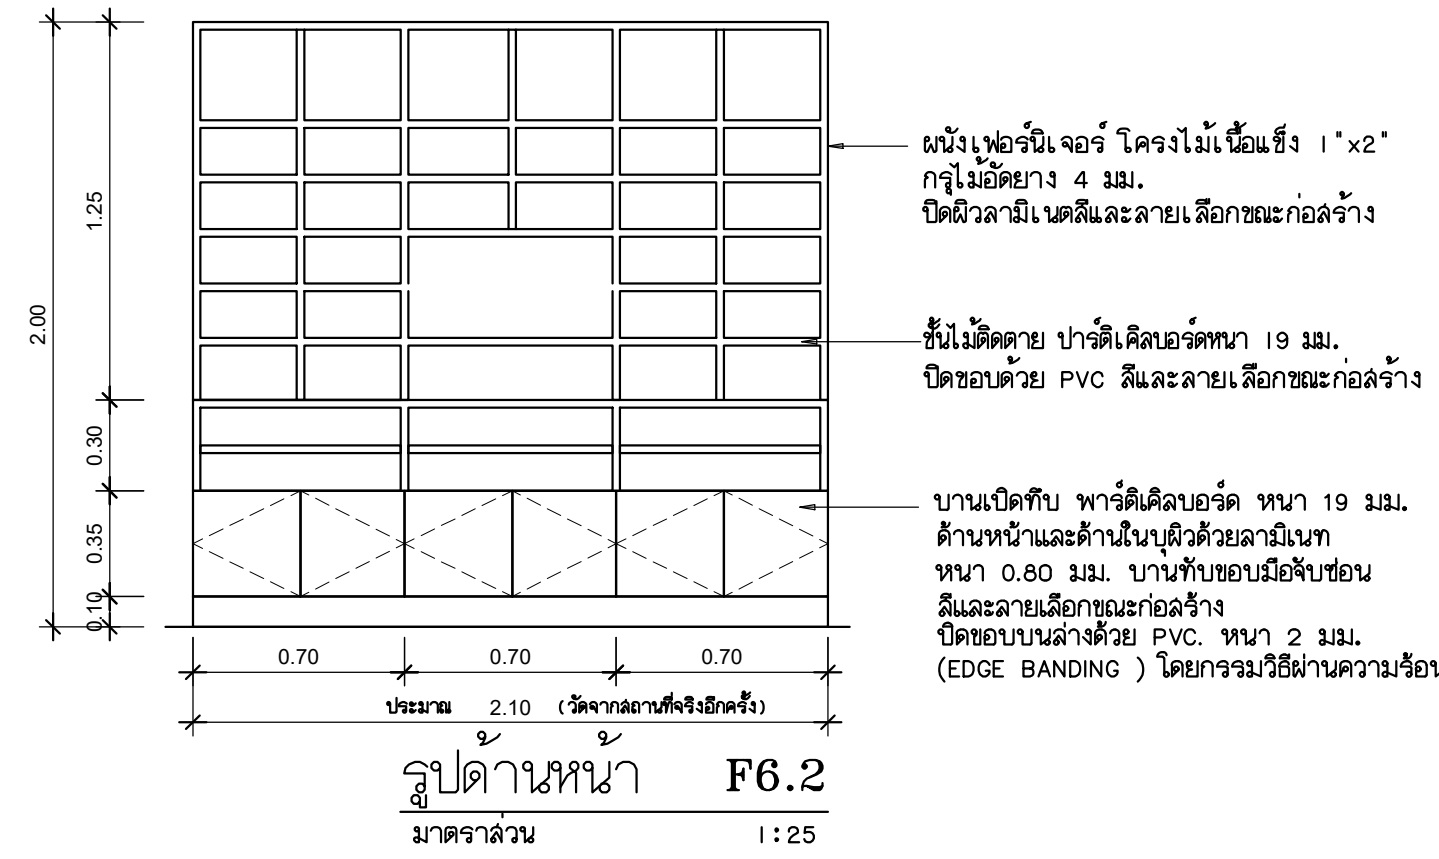 ผนังเฟอร์นิเจอร์ โครงไม้เนื้อแข็ง 1"x2"
กรุไม้อัดยาง 4 มม.
ปิดผิวลามิเนตสีและลายเลือกขณะก่อสร้าง
1.25
2.00
ชั้นไม้ติดตาย ปาร์ติเคิลบอร์ดหนา 19 มม.
ปิดขอบด้วย PVC สีและลายเลือกขณะก่อสร้าง
0.30
0.35
0.10
บานเปิดทึบ พาร์ติเคิลบอร์ด หนา 19 มม.
ด้านหน้าและด้านในบุผิวด้วยลามิเนท
หนา 0.80 มม. บานทับขอบมือจับซ่อน
สีและลายเลือกขณะก่อสร้าง
ปิดขอบบนล่างด้วย PVC. หนา 2 มม.
(EDGE BANDING ) โดยกรรมวิธีผ่านความร้อน
0.70 0.70 0.70
ประมาณ 2.10 (วัดจากสถานที่จริงอีกครั้ง)
รูปด้านหน้า F6.2
มาตราส่วน 1:25